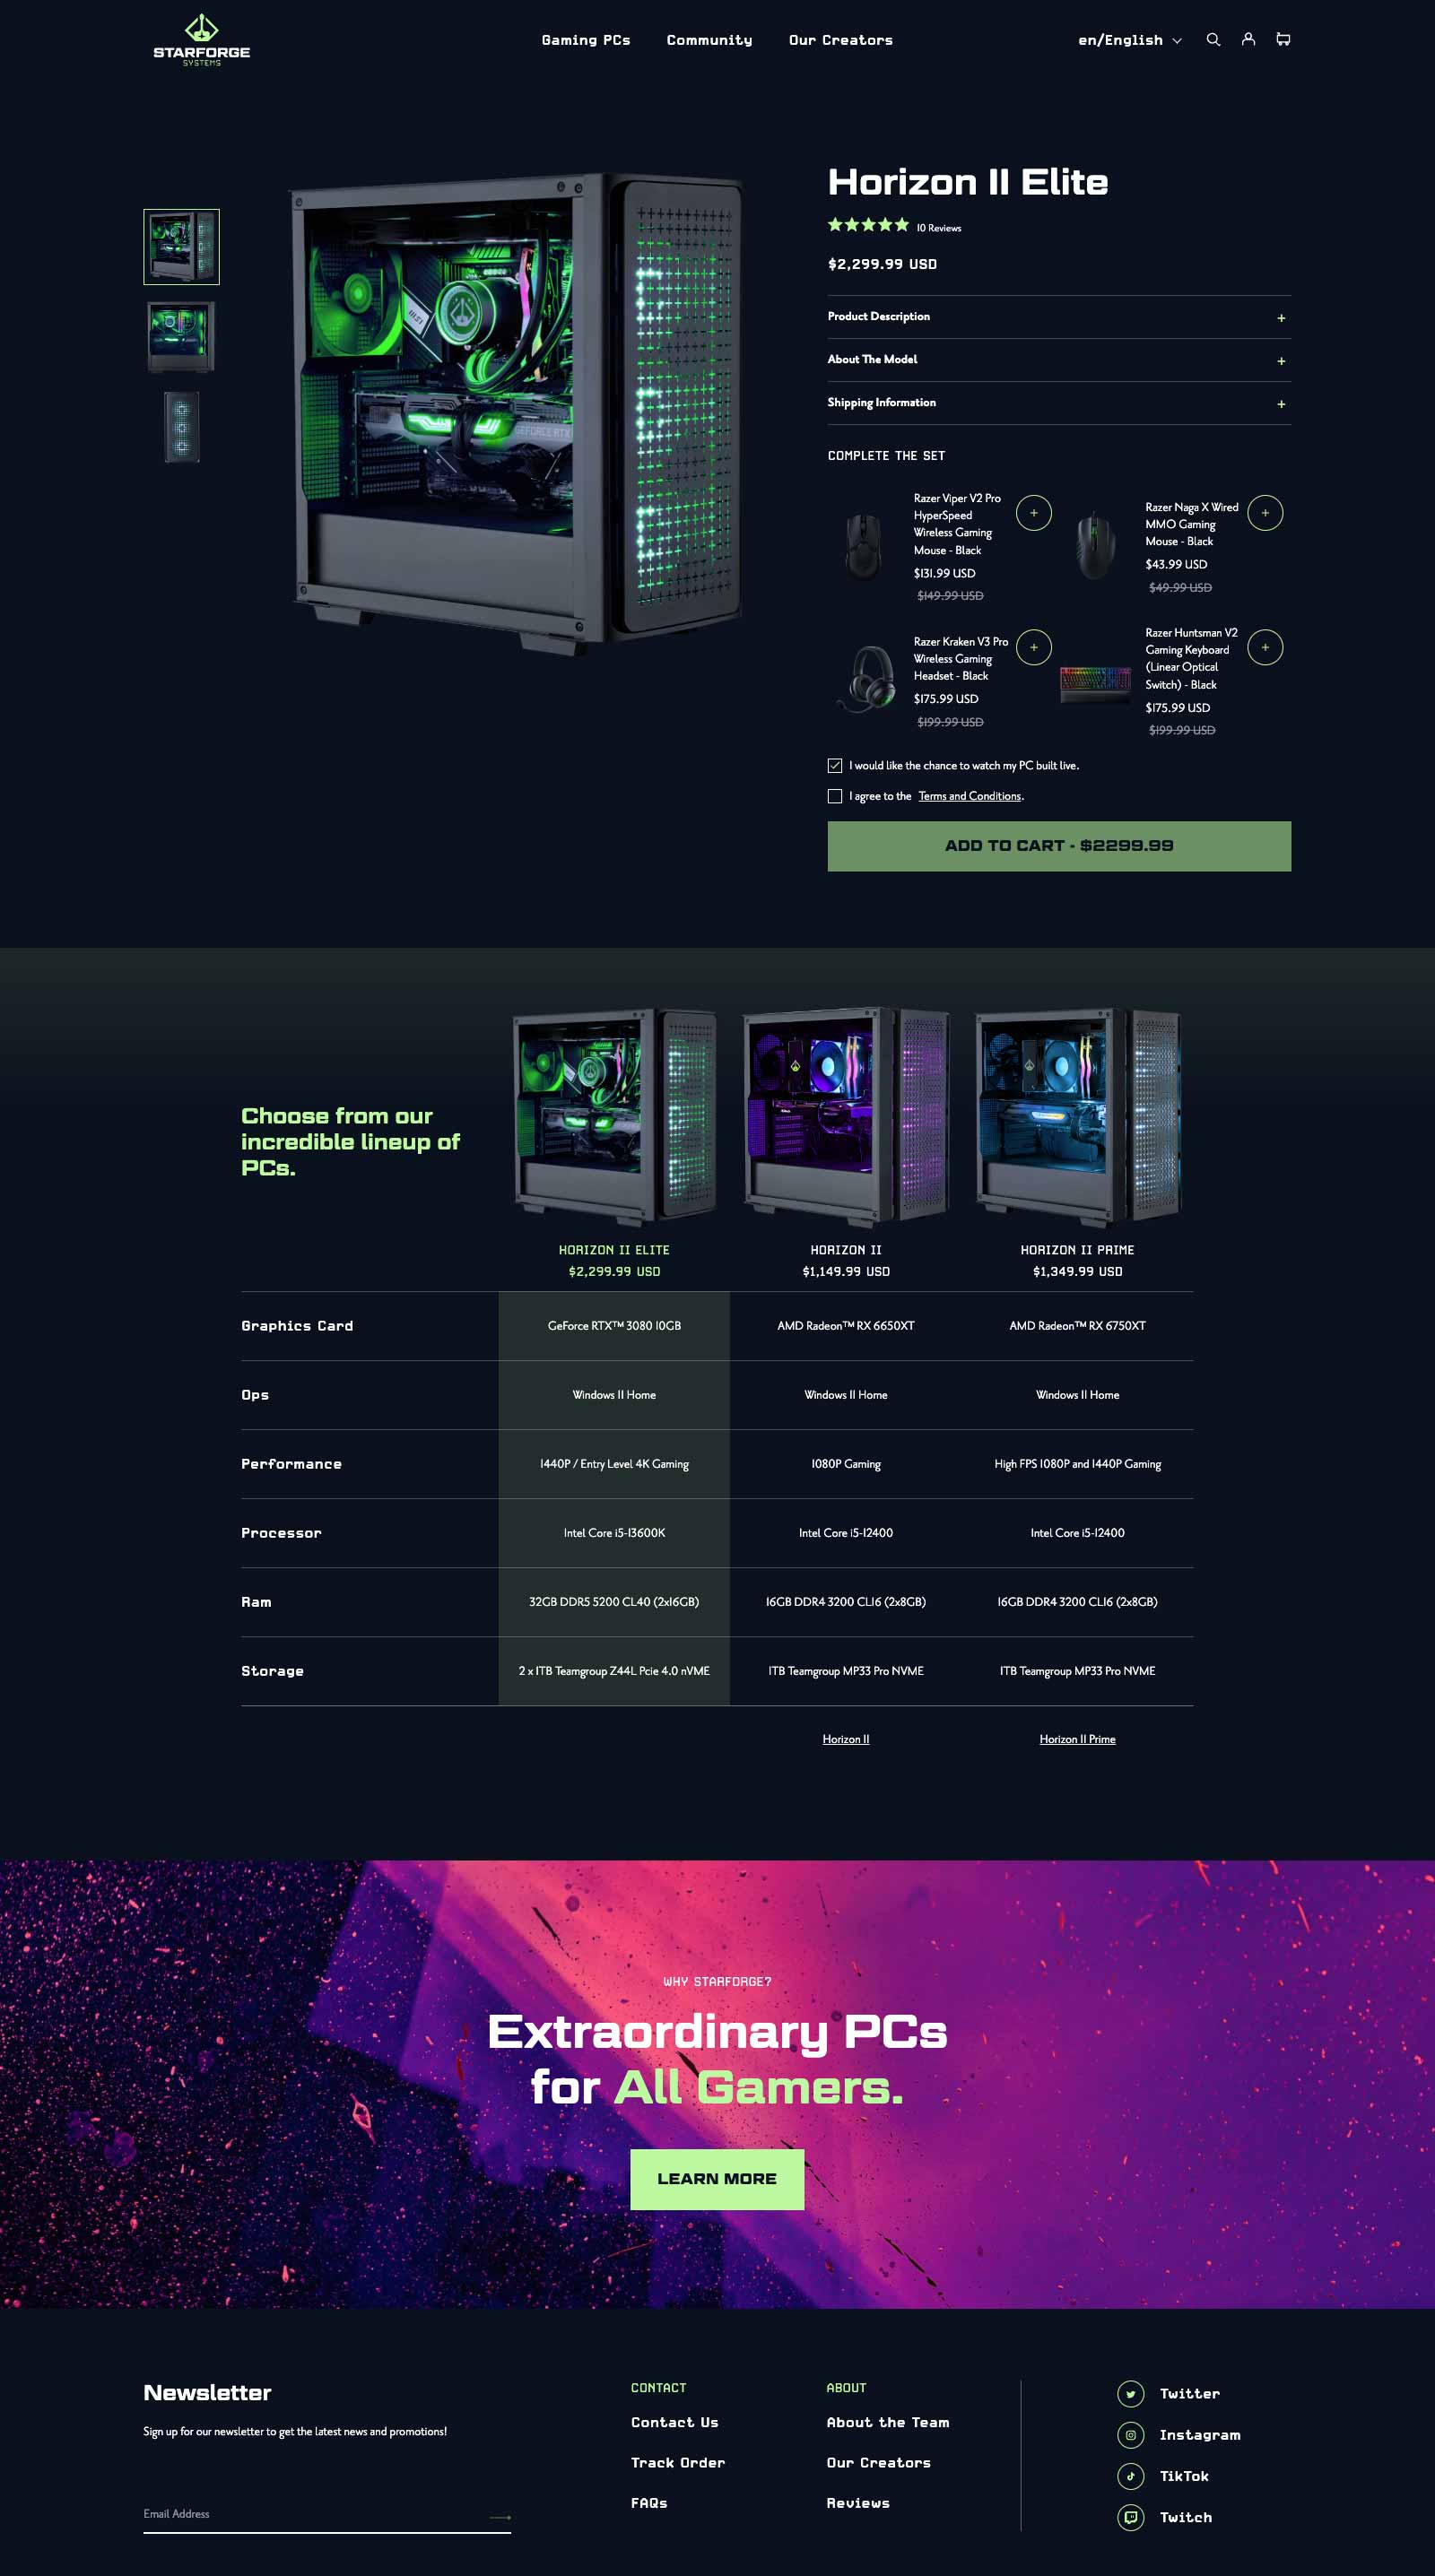 STARFORGE
SYSTEMS
Gaming PCs
Community
Our Creators
en/English
Horizon II Elite
10 Reviews
$2,299.99 USD
Product Description
About The Model
Shipping Information
COMPLETE THE SET
Razer Viper V2 Pro
HyperSpeed
Wireless Gaming
Mouse - Black
$131.99 USD
$149.99 USD
Razer Naga X Wired
MMO Gaming
Mouse - Black
$43.99 USD
$49.99 USD
Razer Kraken V3 Pro
Wireless Gaming
Headset - Black
$175.99 USD
$199.99 USD
Razer Huntsman V2
Gaming Keyboard
(Linear Optical
Switch) - Black
$175.99 USD
$199.99 USD
I would like the chance to watch my PC built live.
I agree to the Terms and Conditions.
ADD TO CART - $2299.99
Choose from our
incredible lineup of
PCs.
HORIZON II ELITE
$2,299.99 USD
HORIZON II
$1,149.99 USD
HORIZON II PRIME
$1,349.99 USD
Graphics Card
GeForce RTX™ 3080 10GB
AMD Radeon™ RX 6650XT
AMD Radeon™ RX 6750XT
Ops
Windows 11 Home
Windows 11 Home
Windows 11 Home
Performance
1440P / Entry Level 4K Gaming
1080P Gaming
High FPS 1080P and 1440P Gaming
Processor
Intel Core i5-13600K
Intel Core i5-12400
Intel Core i5-12400
Ram
32GB DDR5 5200 CL40 (2x16GB)
16GB DDR4 3200 CL16 (2x8GB)
16GB DDR4 3200 CL16 (2x8GB)
Storage
2 x 1TB Teamgroup Z44L Pcie 4.0 nVME
1TB Teamgroup MP33 Pro NVME
1TB Teamgroup MP33 Pro NVME
Horizon II
Horizon II Prime
WHY STARFORGE?
Extraordinary PCs
for All Gamers.
LEARN MORE
Newsletter
Sign up for our newsletter to get the latest news and promotions!
Email Address
CONTACT
Contact Us
Track Order
FAQs
ABOUT
About the Team
Our Creators
Reviews
Twitter
Instagram
TikTok
Twitch